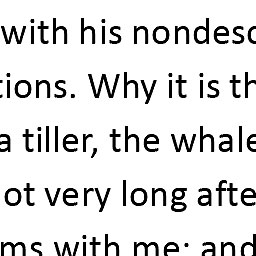 with his nondesc
tions. Why it is th
a tiller, the whale
ot very long afte
ms with me: and